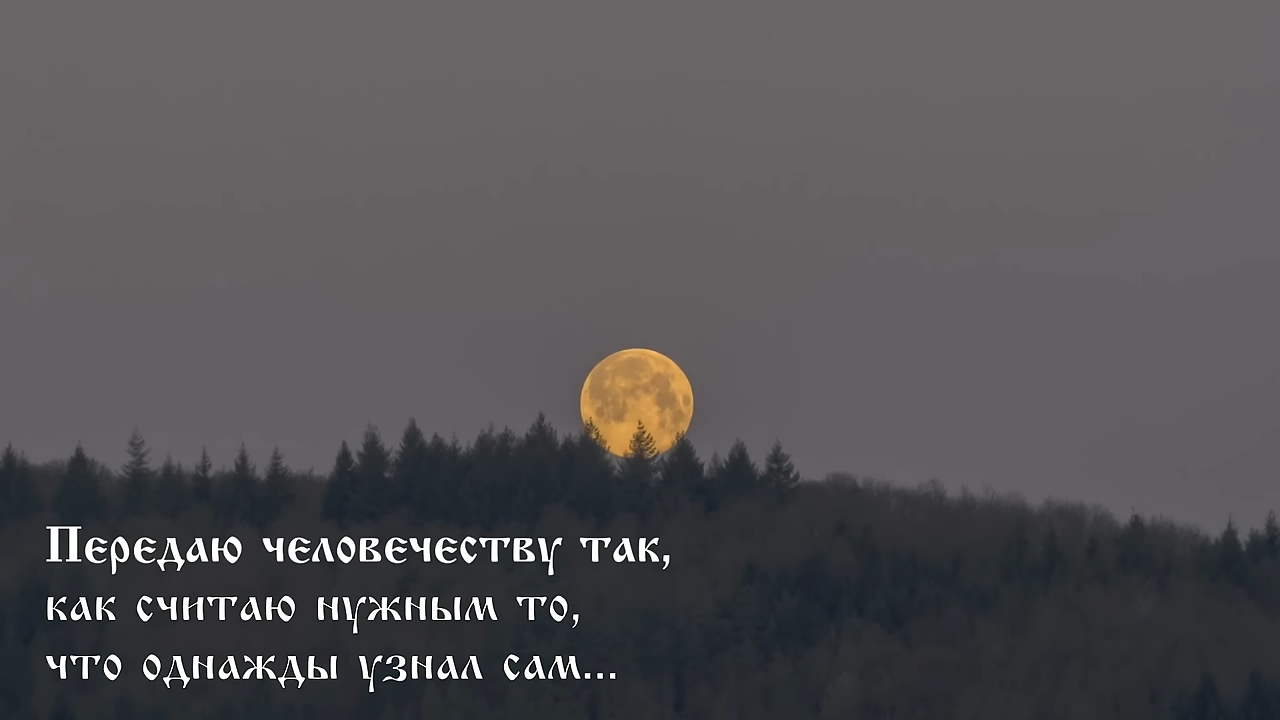 Передаю человечеству так,
как считаю нужным то,
что однажды узнал сам...